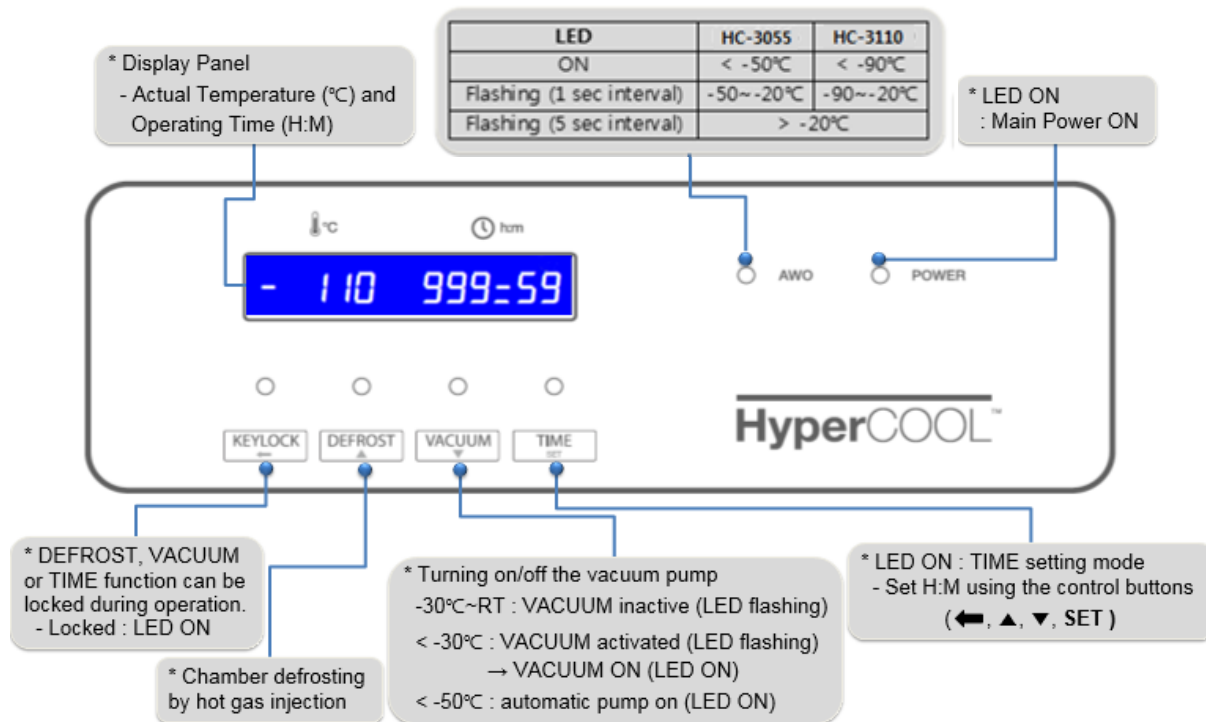 LED HC-3055 HC-3110
ON < -50℃ < -90℃
Flashing (1 sec interval) -50~-20℃ -90~-20℃
Flashing (5 sec interval) > -20℃
* Display Panel
- Actual Temperature (℃) and
Operating Time (H:M)
* LED ON
: Main Power ON
℃ h:m
- 110 999=59
AWO POWER
KEYLOCK DEFROST VACUUM TIME
← ▲ ▼ SET
HyperCOOL™
* DEFROST, VACUUM
or TIME function can be
locked during operation.
- Locked : LED ON
* Chamber defrosting
by hot gas injection
* Turning on/off the vacuum pump
-30℃~RT : VACUUM inactive (LED flashing)
< -30℃ : VACUUM activated (LED flashing)
→ VACUUM ON (LED ON)
< -50℃ : automatic pump on (LED ON)
* LED ON : TIME setting mode
- Set H:M using the control buttons
( ←, ▲, ▼, SET )